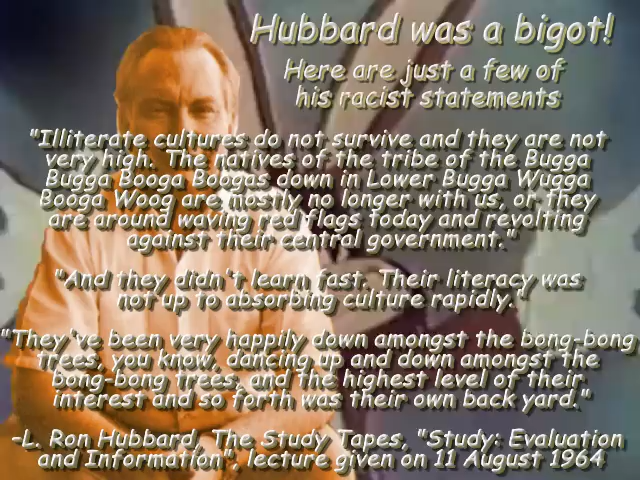 Hubbard was a bigot!
Here are just a few of
his racist statements
"Illiterate cultures do not survive and they are not
very high. The natives of the tribe of the Bugga
Bugga Booga Boogas down in Lower Bugga Wugga
Booga Woog are mostly no longer with us, or they
are around waving red flags today and revolting
against their central government."
"And they didn't learn fast. Their literacy was
not up to absorbing culture rapidly."
"They've been very happily down amongst the bong-bong
trees, you know, dancing up and down amongst the
bong-bong trees, and the highest level of their
interest and so forth was their own back yard."
-L. Ron Hubbard, The Study Tapes, "Study: Evaluation
and Information", lecture given on 11 August 1964